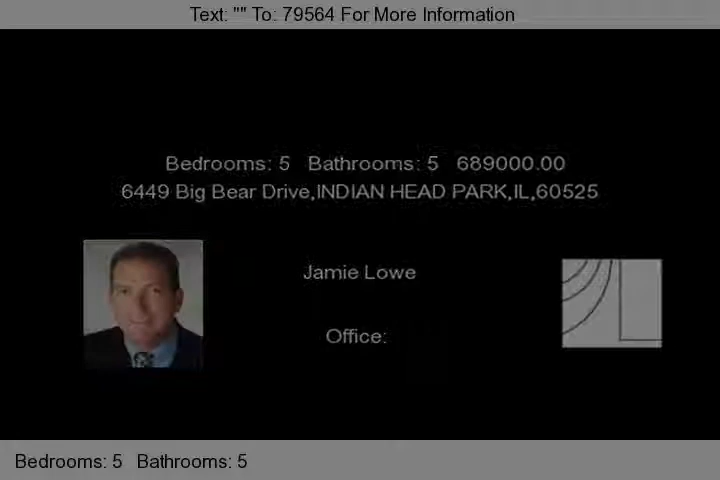 Text: "" To: 79564 For More Information
Bedrooms: 5 Bathrooms: 5 689000.00
6449 Big Bear Drive,INDIAN HEAD PARK,IL,60525
Jamie Lowe
Office:
Bedrooms: 5 Bathrooms: 5